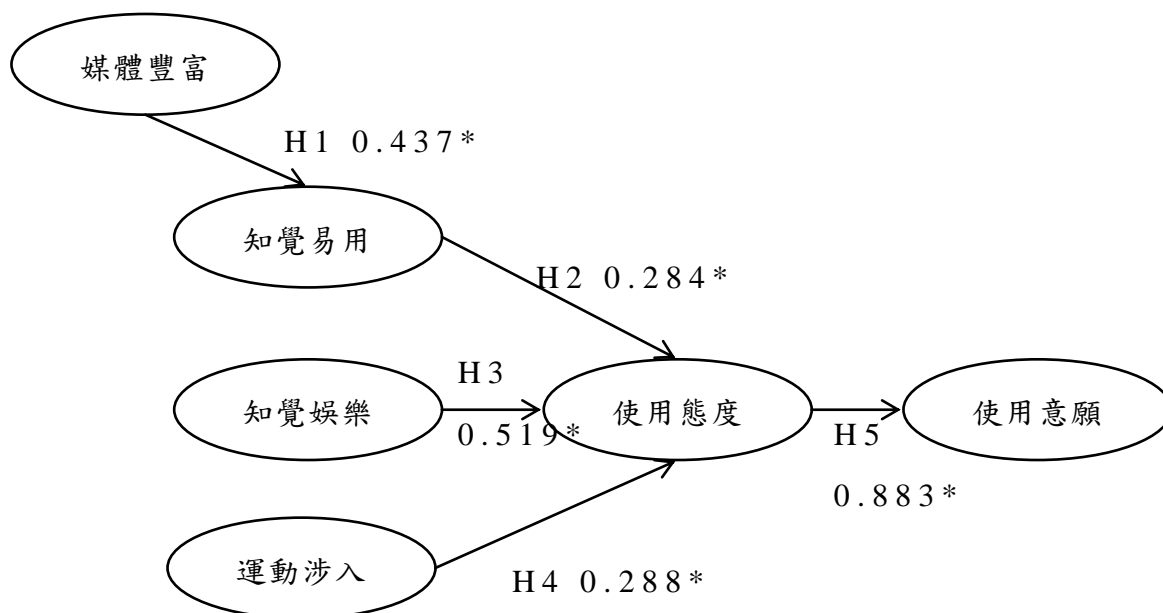 媒體豐富
H1 0.437*
知覺易用
H2 0.284*
知覺娛樂
H3
0.519*
使用態度
H5
0.883*
使用意願
運動涉入
H4 0.288*